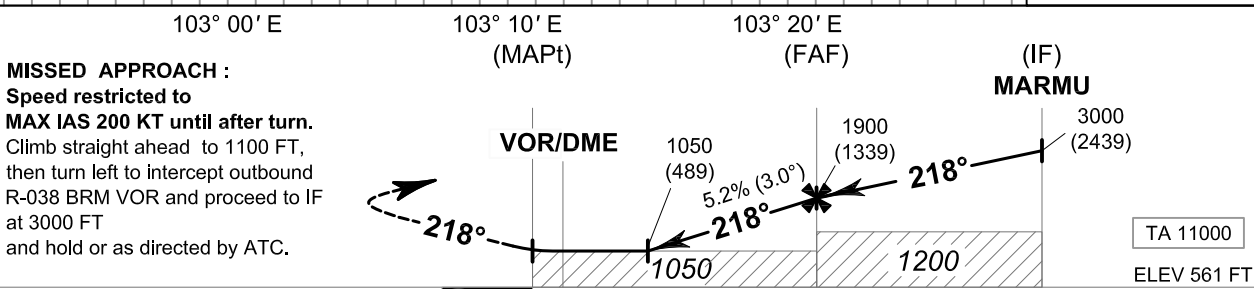 103° 00' E
103° 10' E
103° 20' E
(MAPt)
(FAF)
(IF)
MARMU
MISSED APPROACH :
Speed restricted to
MAX IAS 200 KT until after turn.
Climb straight ahead to 1100 FT,
then turn left to intercept outbound
R-038 BRM VOR and proceed to IF
at 3000 FT
and hold or as directed by ATC.
VOR/DME
1050
(489)
1900
(1339)
3000
(2439)
5.2% (3.0°)
218°
218°
218°
1050
1200
TA 11000
ELEV 561 FT